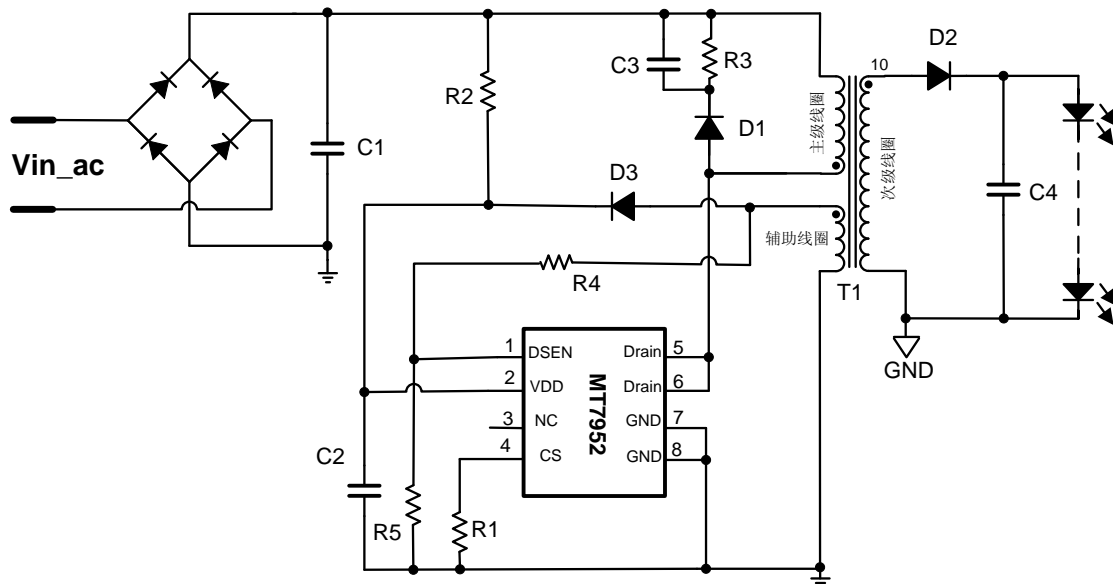 C3
R3
D2
10
R2
D1
C1
主级线圈
次级线圈
Vin_ac
D3
C4
辅助线圈
R4
T1
1
DSEN
Drain
5
GND
2
VDD
Drain
6
MT7952
3
NC
GND
7
4
CS
GND
8
C2
R5
R1